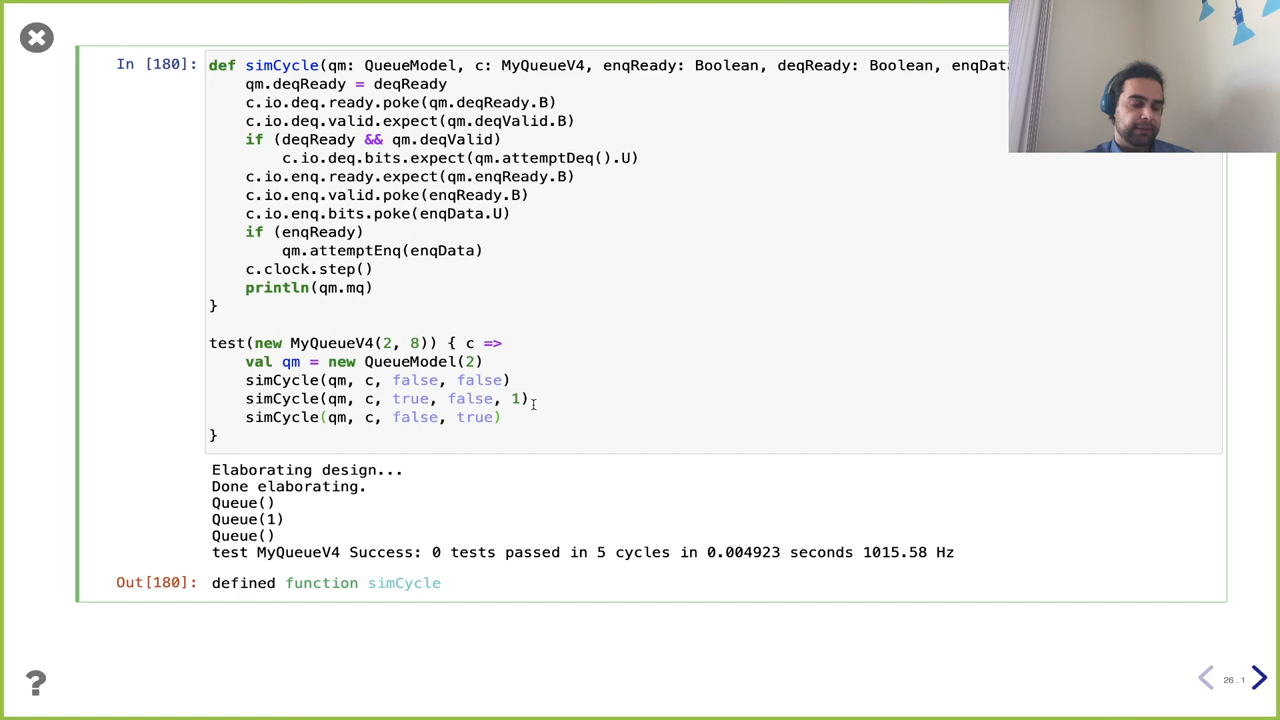 In [180]:
def simCycle(qm: QueueModel, c: MyQueueV4, enqReady: Boolean, deqReady: Boolean, enqData
qm.deqReady = deqReady
c.io.deq.ready.poke(qm.deqReady.B)
c.io.deq.valid.expect(qm.deqValid.B)
if (deqReady && qm.deqValid)
c.io.deq.bits.expect(qm.attemptDeq().U)
c.io.enq.ready.expect(qm.enqReady.B)
c.io.enq.valid.poke(enqReady.B)
c.io.enq.bits.poke(enqData.U)
if (enqReady)
qm.attemptEnq(enqData)
c.clock.step()
println(qm.mq)
}
test(new MyQueueV4(2, 8)) { c =>
val qm = new QueueModel(2)
simCycle(qm, c, false, false)
simCycle(qm, c, true, false, 1)
simCycle(qm, c, false, true)
}
Elaborating design...
Done elaborating.
Queue()
Queue(1)
Queue()
test MyQueueV4 Success: 0 tests passed in 5 cycles in 0.004923 seconds 1015.58 Hz
Out[180]: defined function simCycle
?
26.1